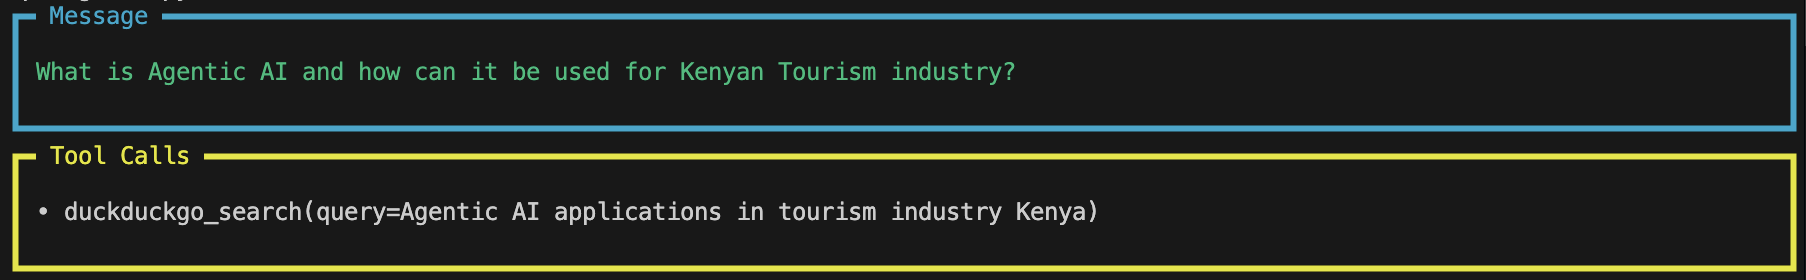 Message
What is Agentic AI and how can it be used for Kenyan Tourism industry?
Tool Calls
• duckduckgo_search(query=Agentic AI applications in tourism industry Kenya)